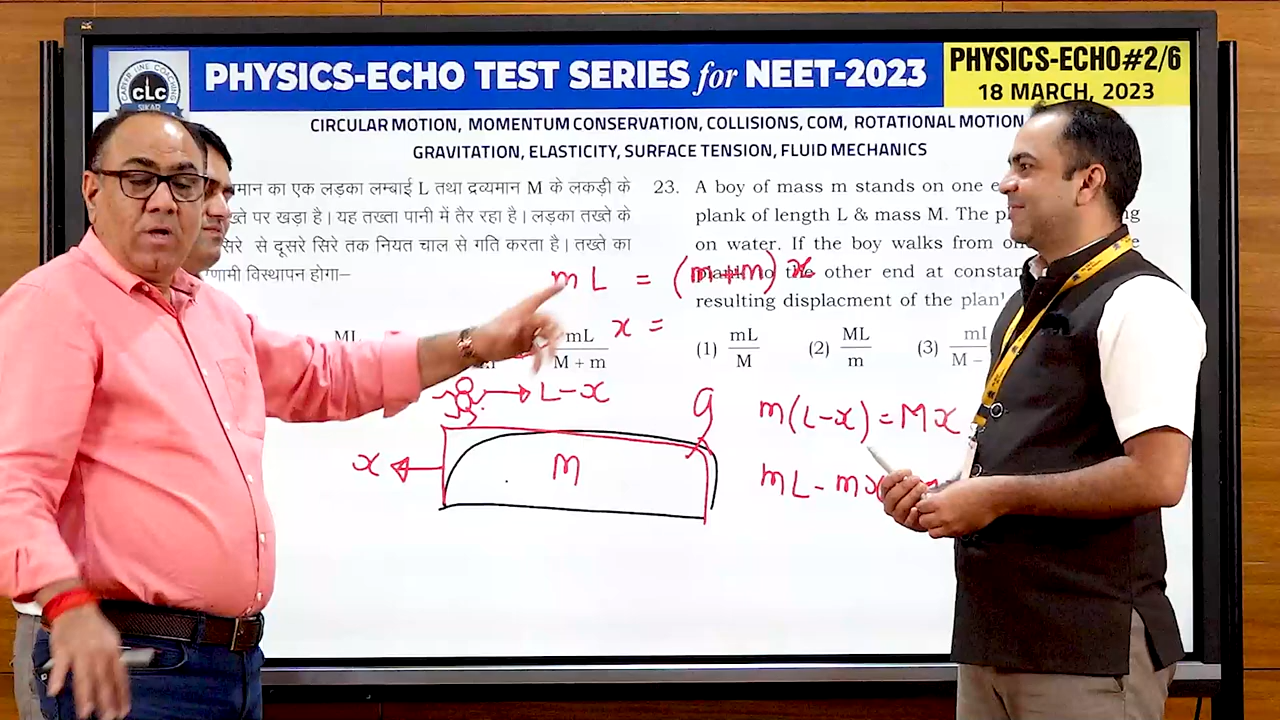 PHYSICS-ECHO TEST SERIES for NEET-2023
PHYSICS-ECHO#2/6
18 MARCH, 2023
CLC
SIKAR
CIRCULAR MOTION, MOMENTUM CONSERVATION, COLLISIONS, COM, ROTATIONAL MOTION
GRAVITATION, ELASTICITY, SURFACE TENSION, FLUID MECHANICS
का एक लड़का लम्बाई L तथा द्रव्यमान M के लकड़ी के
पर खड़ा है। यह तख्ता पानी में तैर रहा है। लड़का तख्ते के
सिरे से दूसरे सिरे तक नियत चाल से गति करता है। तख्ते का
विस्थापन होगा–
ML
mL
M + m
23. A boy of mass m stands on one
plank of length L & mass M. The
on water. If the boy walks from
the other end at constan
resulting displacment of the plan
(1) mL/M (2) ML/m (3)
M –
mL = (m+m) x
x =
L-x
x
M
m(L-x) = Mx
mL - mx